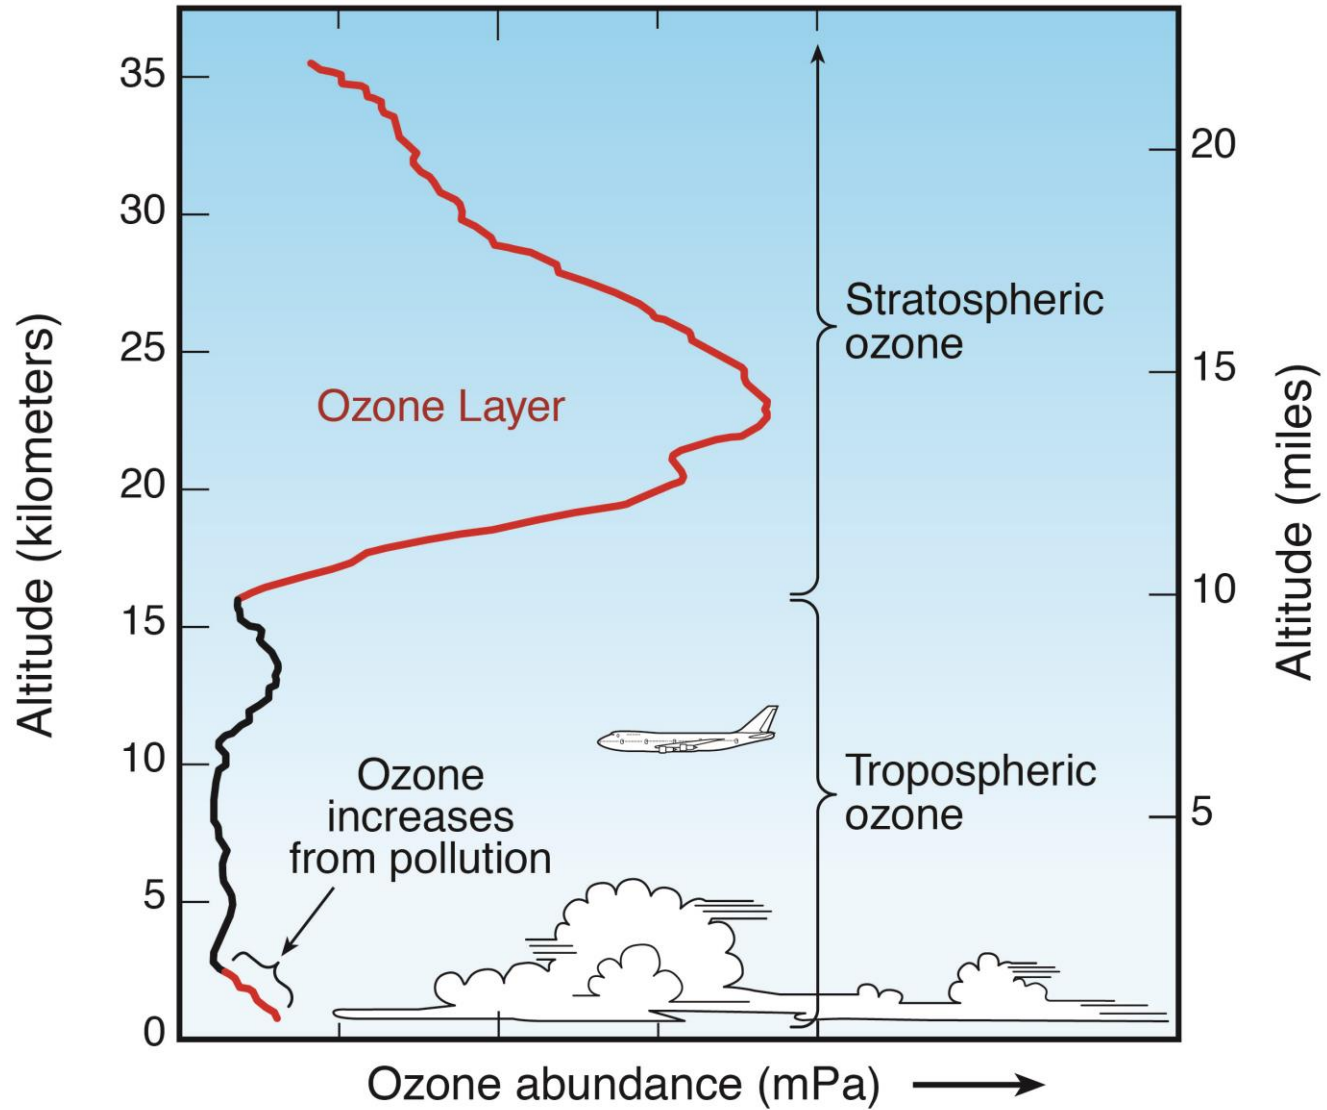 Altitude (kilometers)
35
30
25
20
15
10
5
0
Ozone Layer
Ozone
increases
from pollution
Stratospheric
ozone
Tropospheric
ozone
20
15
10
5
Altitude (miles)
Ozone abundance (mPa)